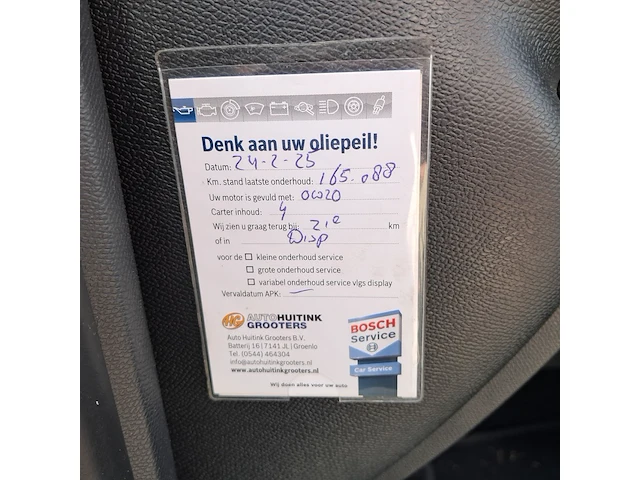 Denk aan uw oliepeil!
Datum: 24-2-25
Km. stand laatste onderhoud: 165.088
Uw motor is gevuld met: 0W20
Carter inhoud: 4
Wij zien u graag terug bij: Zie km
of in Disp
voor de kleine onderhoud service
grote onderhoud service
variabel onderhoud service vlgs display
Vervaldatum APK: —
AUTOHUITINK
GROOTERS
Auto Huitink Grooters B.V.
Batterij 16 | 7141 JL | Groenlo
Tel. (0544) 464304
info@autohuitinkgrooters.nl
www.autohuitinkgrooters.nl
BOSCH
Service
Car Service
Wij doen alles voor uw auto